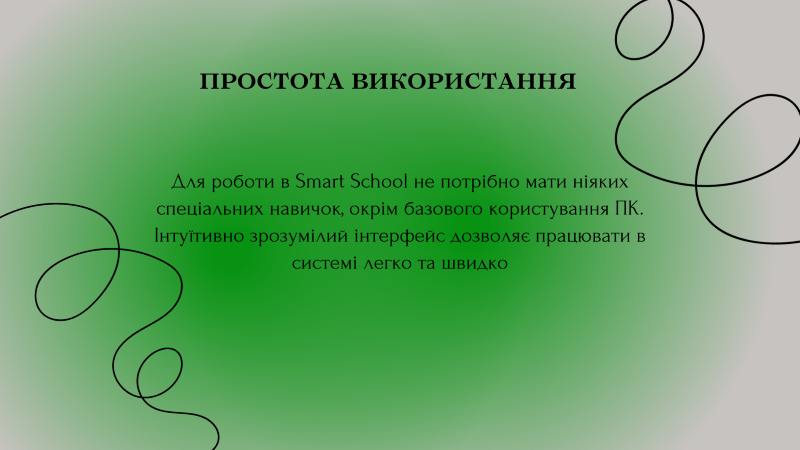 ПРОСТОТА ВИКОРИСТАННЯ
Для роботи в Smart School не потрібно мати ніяких
спеціальних навичок, окрім базового користування ПК.
Інтуїтивно зрозумілий інтерфейс дозволяє працювати в
системі легко та швидко